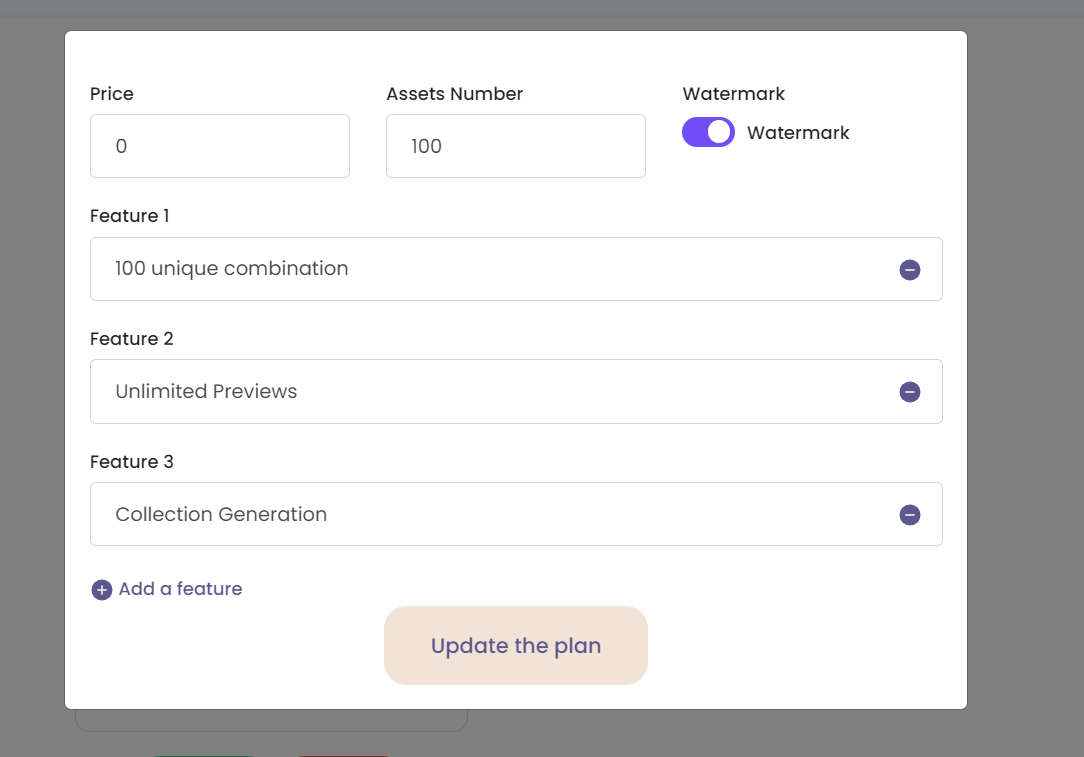 Price
Assets Number
Watermark
0
100
Watermark
Feature 1
100 unique combination
Feature 2
Unlimited Previews
Feature 3
Collection Generation
Add a feature
Update the plan